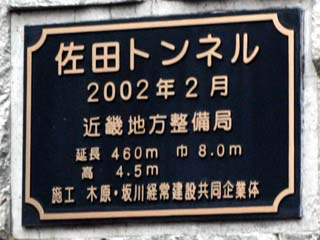 佐田トンネル
2002年2月
近畿地方整備局
延長 460m 巾 8.0m
高 4.5m
施工 木原・坂川経常建設共同企業体